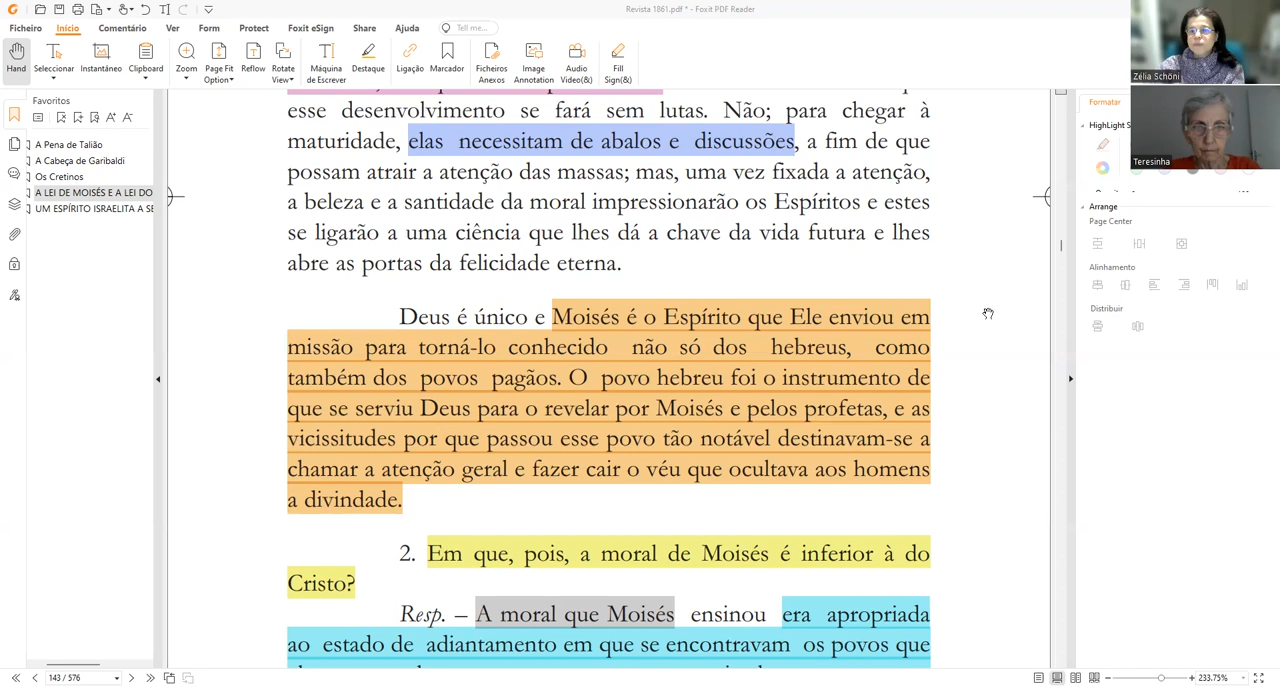 Revista 1861.pdf * - Foxit PDF Reader
Ficheiro Início Comentário Ver Form Protect Foxit eSign Share Ajuda Tell me...
Hand Seleccionar Instantáneo Clipboard Zoom Page Fit Option Reflow Rotate View Máquina de Escrever Destaque Ligação Marcador Ficheiros Anexos Image Annotation Audio Video(&) Fill Sign(&)
Zélia Schöni
Teresinha
Favoritos
A Pena de Talião
A Cabeça de Garibaldi
Os Cretinos
A LEI DE MOISÉS E A LEI DO
UM ESPÍRITO ISRAELITA A SE
esse desenvolvimento se fará sem lutas. Não; para chegar à
maturidade, elas necessitam de abalos e discussões, a fim de que
possam atrair a atenção das massas; mas, uma vez fixada a atenção,
a beleza e a santidade da moral impressionarão os Espíritos e estes
se ligarão a uma ciência que lhes dá a chave da vida futura e lhes
abre as portas da felicidade eterna.
Deus é único e Moisés é o Espírito que Ele enviou em
missão para torná-lo conhecido não só dos hebreus, como
também dos povos pagãos. O povo hebreu foi o instrumento de
que se serviu Deus para o revelar por Moisés e pelos profetas, e as
vicissitudes por que passou esse povo tão notável destinavam-se a
chamar a atenção geral e fazer cair o véu que ocultava aos homens
a divindade.
2. Em que, pois, a moral de Moisés é inferior à do
Cristo?
Resp. – A moral que Moisés ensinou era apropriada
ao estado de adiantamento em que se encontravam os povos que
Formatar
HighLight S
Arrange
Page Center
Alinhamento
Distribuir
143 / 576
233.75%